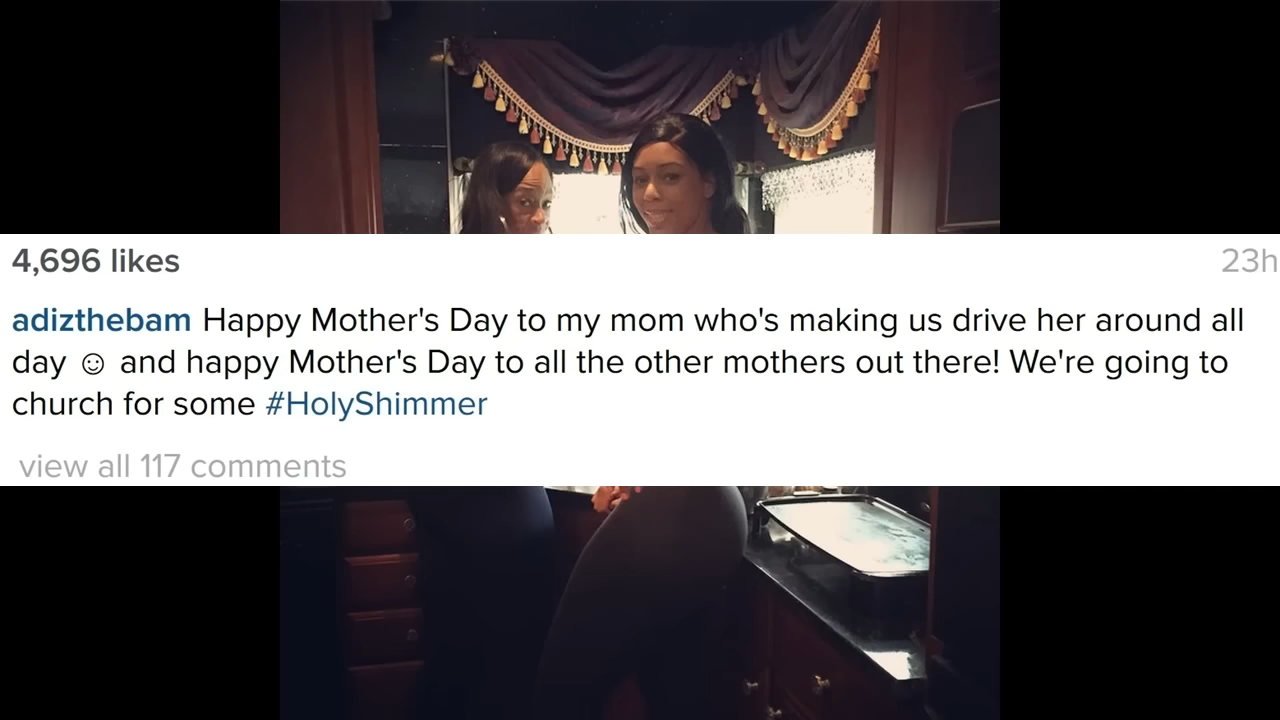 4,696 likes
23h
adizthebam Happy Mother's Day to my mom who's making us drive her around all
day ☺ and happy Mother's Day to all the other mothers out there! We're going to
church for some #HolyShimmer
view all 117 comments